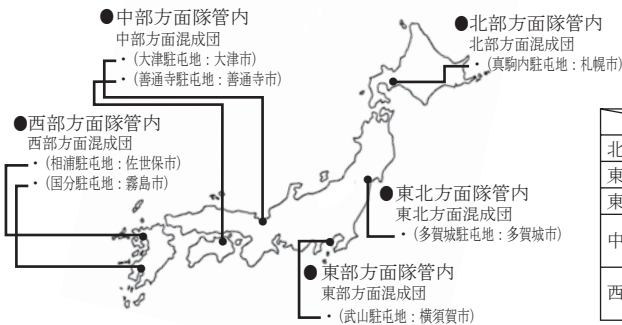 ●中部方面隊管内
中部方面混成団
・(大津駐屯地：大津市)
・(善通寺駐屯地：善通寺市)
●北部方面隊管内
北部方面混成団
・(真駒内駐屯地：札幌市)
●西部方面隊管内
西部方面混成団
・(相浦駐屯地：佐世保市)
・(国分駐屯地：霧島市)
●東北方面隊管内
東北方面混成団
・(多賀城駐屯地：多賀城市)
●東部方面隊管内
東部方面混成団
・(武山駐屯地：横須賀市)
北
東
東
中
西